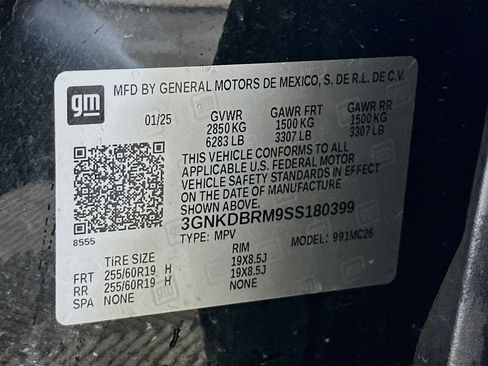 gm
MFD BY GENERAL MOTORS DE MEXICO, S. DE R.L. DE C.V.
01/25 GVWR GAWR FRT GAWR RR
2850 KG 1500 KG 1500 KG
6283 LB 3307 LB 3307 LB
THIS VEHICLE CONFORMS TO ALL
APPLICABLE U.S. FEDERAL MOTOR
VEHICLE SAFETY STANDARDS IN EFFECT
ON THE DATE OF MANUFACTURE
SHOWN ABOVE.
3GNKDBRM9SS180399
8555 TYPE: MPV MODEL: 991MC26
TIRE SIZE RIM
FRT 255/60R19 H 19X8.5J
RR 255/60R19 H 19X8.5J
SPA NONE NONE